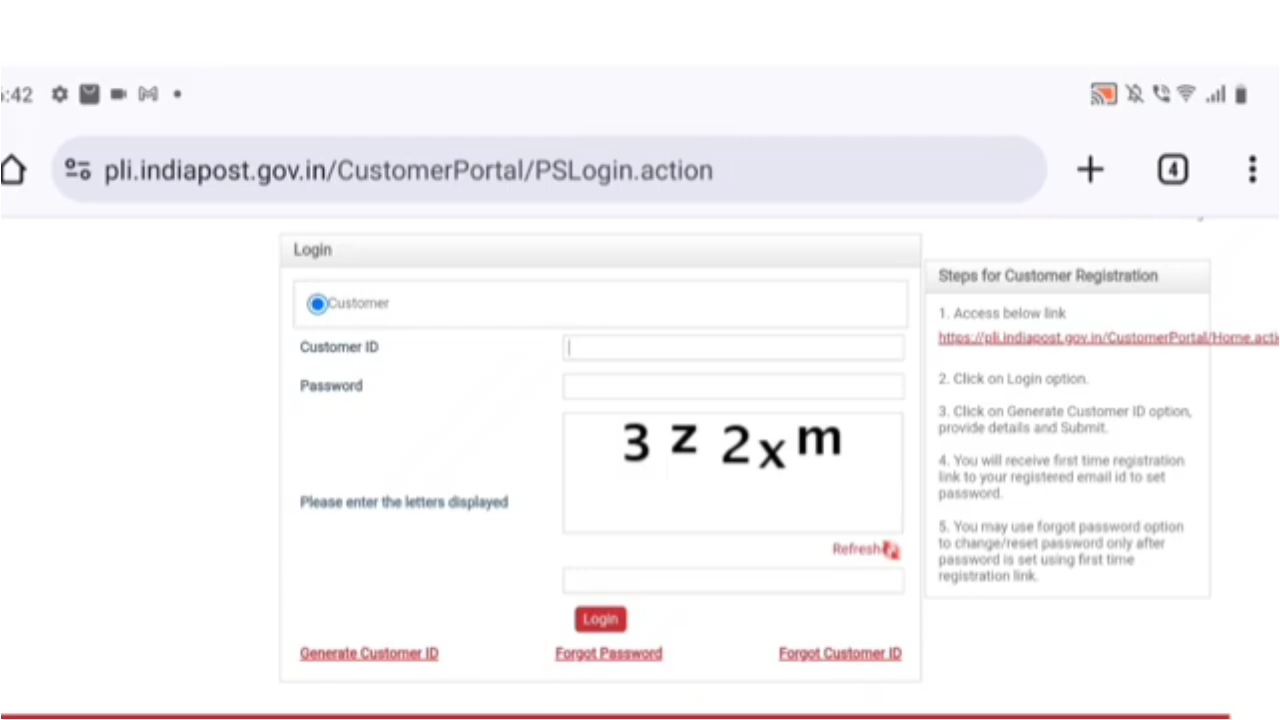 :42
pli.indiapost.gov.in/CustomerPortal/PSLogin.action
4
Login
Customer
Customer ID
Password
3 z 2 x m
Please enter the letters displayed
Refresh
Login
Generate Customer ID Forgot Password Forgot Customer ID
Steps for Customer Registration
1. Access below link
https://pli.indiapost.gov.in/CustomerPortal/Home.acti
2. Click on Login option.
3. Click on Generate Customer ID option,
provide details and Submit.
4. You will receive first time registration
link to your registered email id to set
password.
5. You may use forgot password option
to change/reset password only after
password is set using first time
registration link.